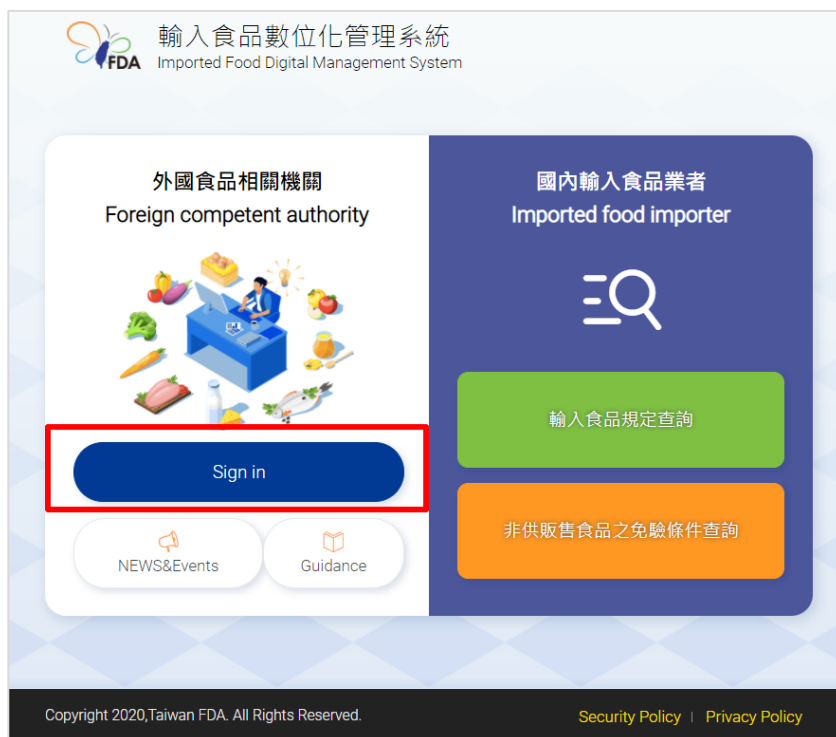 FDA
輸入食品數位化管理系統
Imported Food Digital Management System
外國食品相關機關
Foreign competent authority
Sign in
NEWS&Events
Guidance
國內輸入食品業者
Imported food importer
輸入食品規定查詢
非供販售食品之免驗條件查詢
Copyright 2020,Taiwan FDA. All Rights Reserved.
Security Policy | Privacy Policy